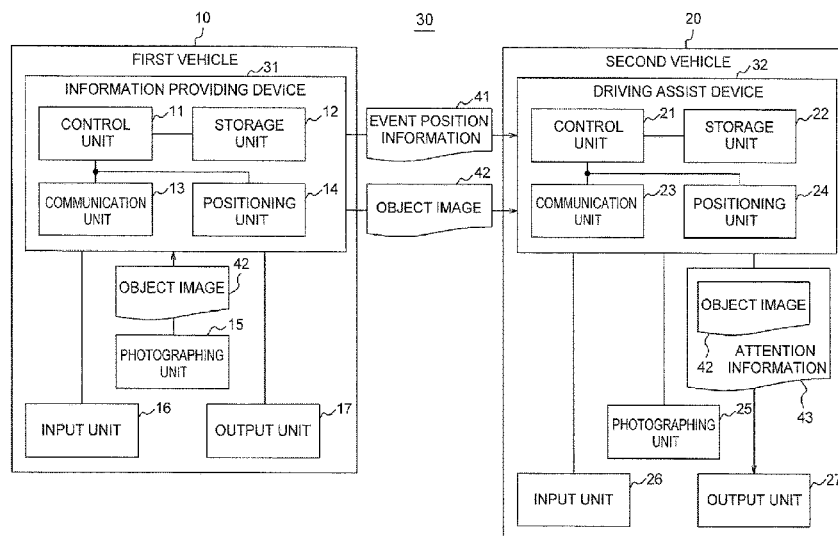 30
10
FIRST VEHICLE
31
INFORMATION PROVIDING DEVICE
11
CONTROL
UNIT
12
STORAGE
UNIT
13
COMMUNICATION
UNIT
14
POSITIONING
UNIT
42
OBJECT IMAGE
15
PHOTOGRAPHING
UNIT
16
INPUT UNIT
17
OUTPUT UNIT
41
EVENT POSITION
INFORMATION
42
OBJECT IMAGE
20
SECOND VEHICLE
32
DRIVING ASSIST DEVICE
21
CONTROL
UNIT
22
STORAGE
UNIT
23
COMMUNICATION
UNIT
24
POSITIONING
UNIT
OBJECT IMAGE
42
ATTENTION
INFORMATION
43
25
PHOTOGRAPHING
UNIT
26
INPUT UNIT
27
OUTPUT UNIT